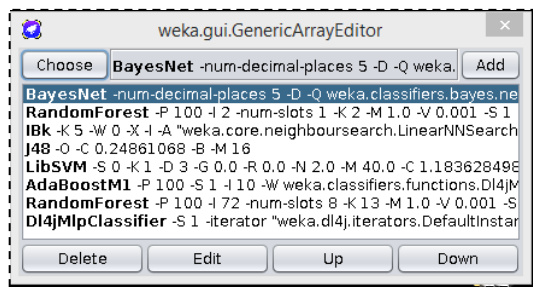 weka.gui.GenericArrayEditor
Choose BayesNet -num-decimal-places 5 -D -Q weka. Add
BayesNet -num-decimal-places 5 -D -Q weka.classifiers.bayes.ne
RandomForest -P 100 -I 2 -num-slots 1 -K 2 -M 1.0 -V 0.001 -S 1
IBk -K 5 -W 0 -X -I -A "weka.core.neighboursearch.LinearNNSearch
J48 -O -C 0.24861068 -B -M 16
LibSVM -S 0 -K 1 -D 3 -G 0.0 -R 0.0 -N 2.0 -M 40.0 -C 1.183628498
AdaBoostM1 -P 100 -S 1 -I 10 -W weka.classifiers.functions.Dl4jM
RandomForest -P 100 -I 72 -num-slots 8 -K 13 -M 1.0 -V 0.001 -S
Dl4jMlpClassifier -S 1 -iterator "weka.dl4j.iterators.DefaultInstar
Delete Edit Up Down